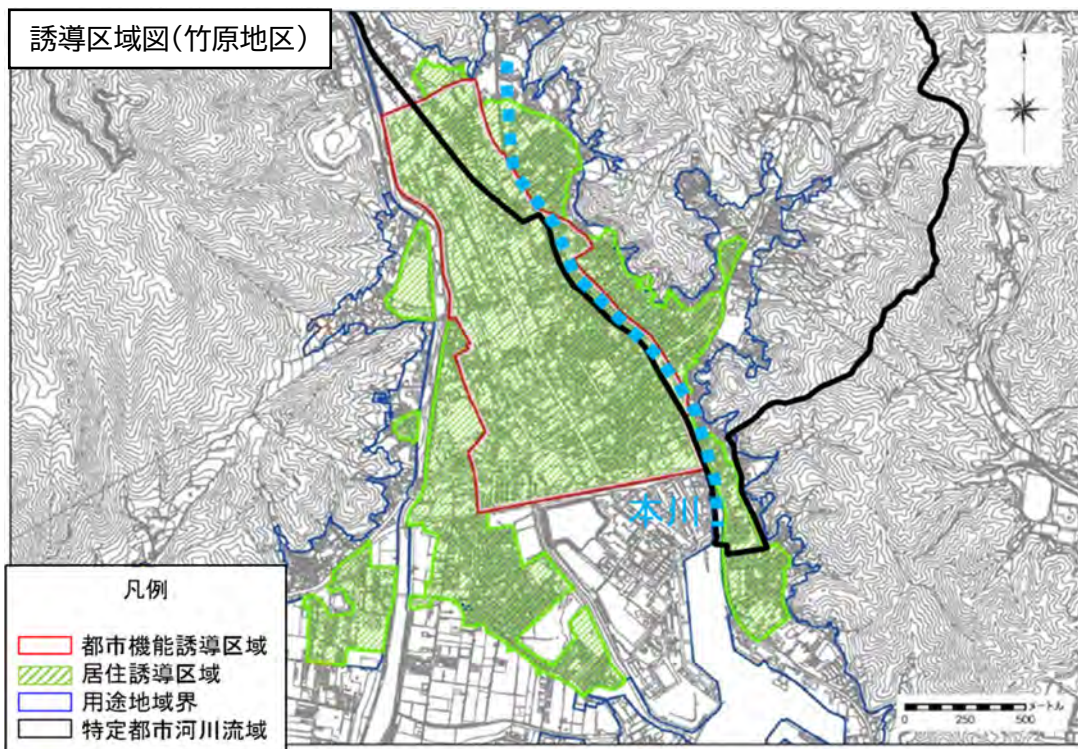 誘導区域図(竹原地区)
本川
凡例
都市機能誘導区域
居住誘導区域
用途地域界
特定都市河川流域
メートル
0 250 500